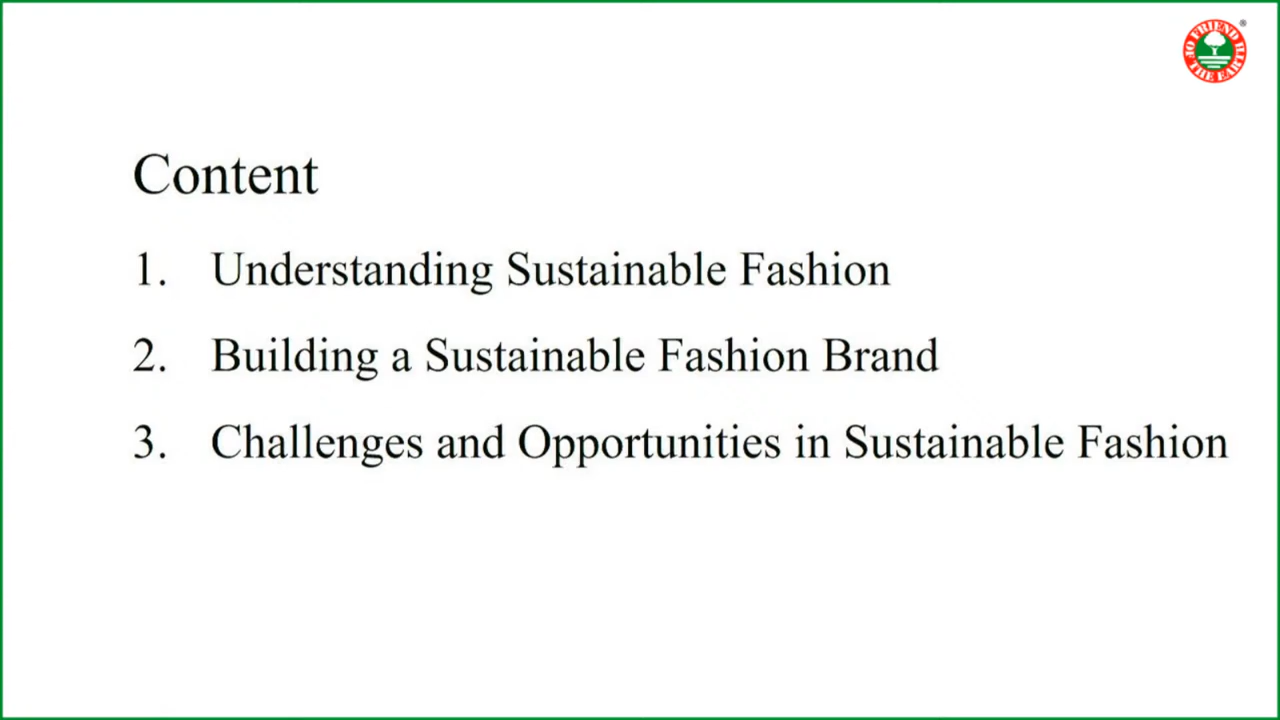 Content
1. Understanding Sustainable Fashion
2. Building a Sustainable Fashion Brand
3. Challenges and Opportunities in Sustainable Fashion